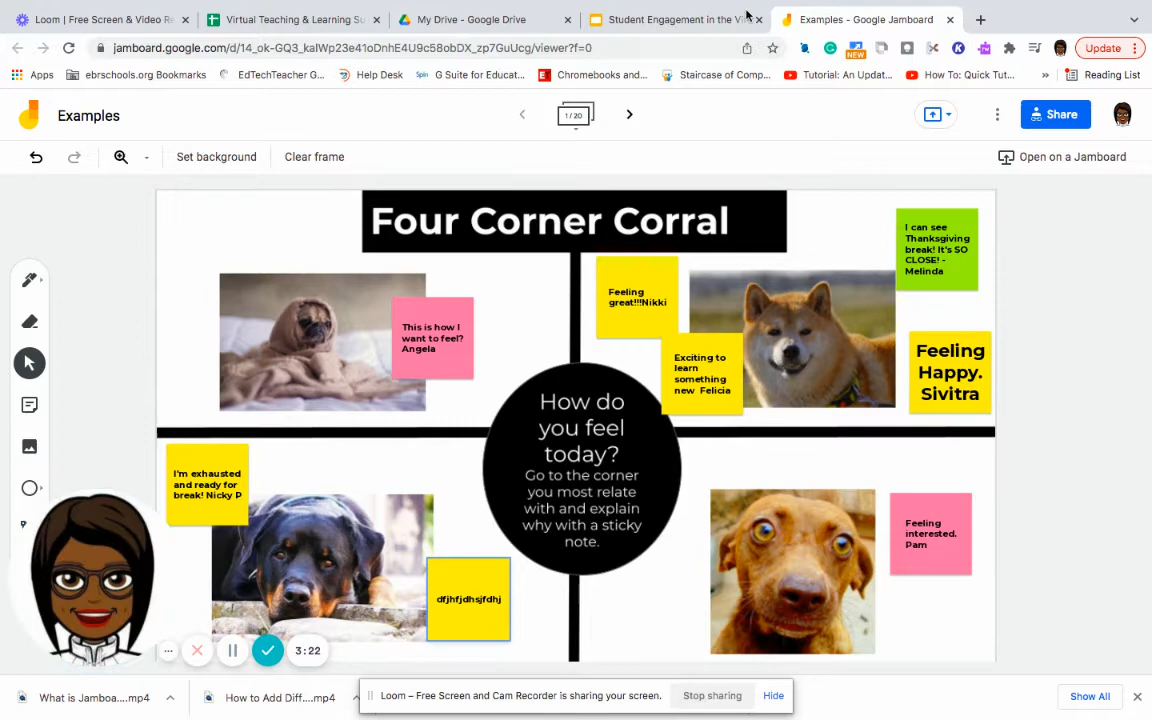 Loom | Free Screen & Video Re
Virtual Teaching & Learning Su
My Drive - Google Drive
Student Engagement in the Vi
Examples - Google Jamboard
jamboard.google.com/d/14_ok-GQ3_kalWp23e41oDnhE4U9c58obDX_zp7GuUcg/viewer?f=0
NEW
Update
Apps
ebrschools.org Bookmarks
EdTechTeacher G...
Help Desk
Spin
G Suite for Educat...
Chromebooks and...
Staircase of Comp...
Tutorial: An Updat...
How To: Quick Tut...
»
Reading List
Examples
1/20
Share
Set background
Clear frame
Open on a Jamboard
Four Corner Corral
I can see
Thanksgiving
break! It's SO
CLOSE! -
Melinda
Feeling
great!!!Nikki
This is how I
want to feel?
Angela
Exciting to
learn
something
new Felicia
Feeling
Happy.
Sivitra
How do
you feel
today?
Go to the corner
you most relate
with and explain
why with a sticky
note.
I'm exhausted
and ready for
break! Nicky P
Feeling
interested.
Pam
dfjhfjdhsjfdhj
3:22
What is Jamboa....mp4
How to Add Diff....mp4
Loom – Free Screen and Cam Recorder is sharing your screen.
Stop sharing
Hide
Show All